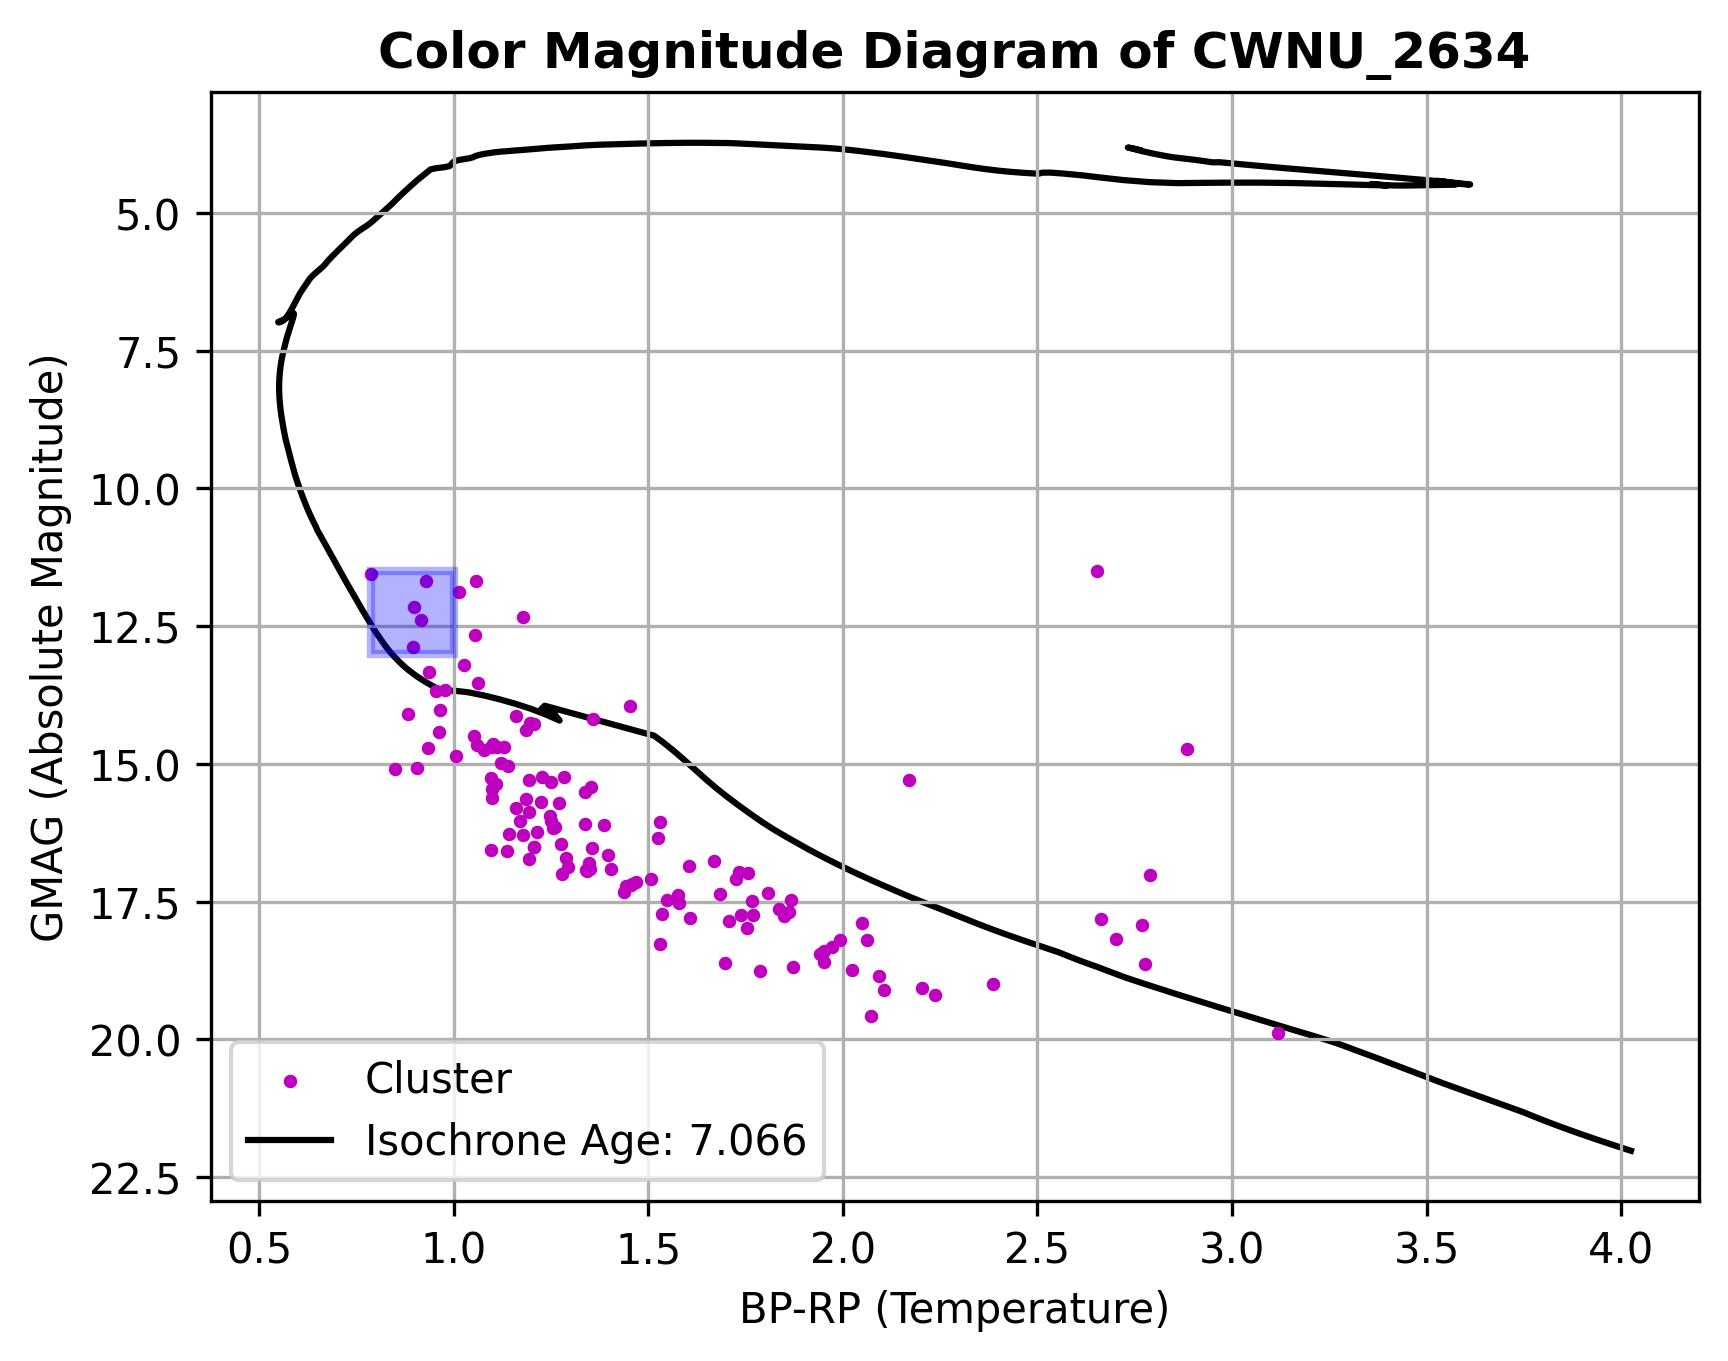 Color Magnitude Diagram of CWNU_2634
GMAG (Absolute Magnitude)
5.0
7.5
10.0
12.5
15.0
17.5
20.0
22.5
Cluster
Isochrone Age: 7.066
0.5 1.0 1.5 2.0 2.5 3.0 3.5 4.0
BP-RP (Temperature)